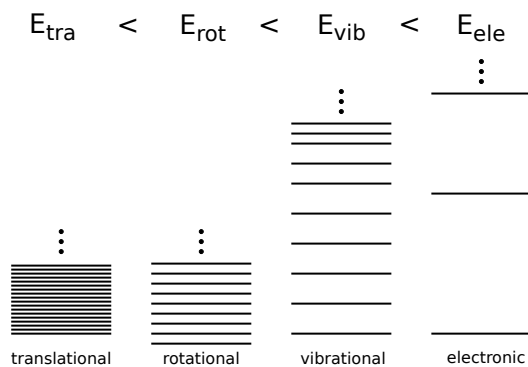 E_tra < E_rot < E_vib < E_ele
translational rotational vibrational electronic